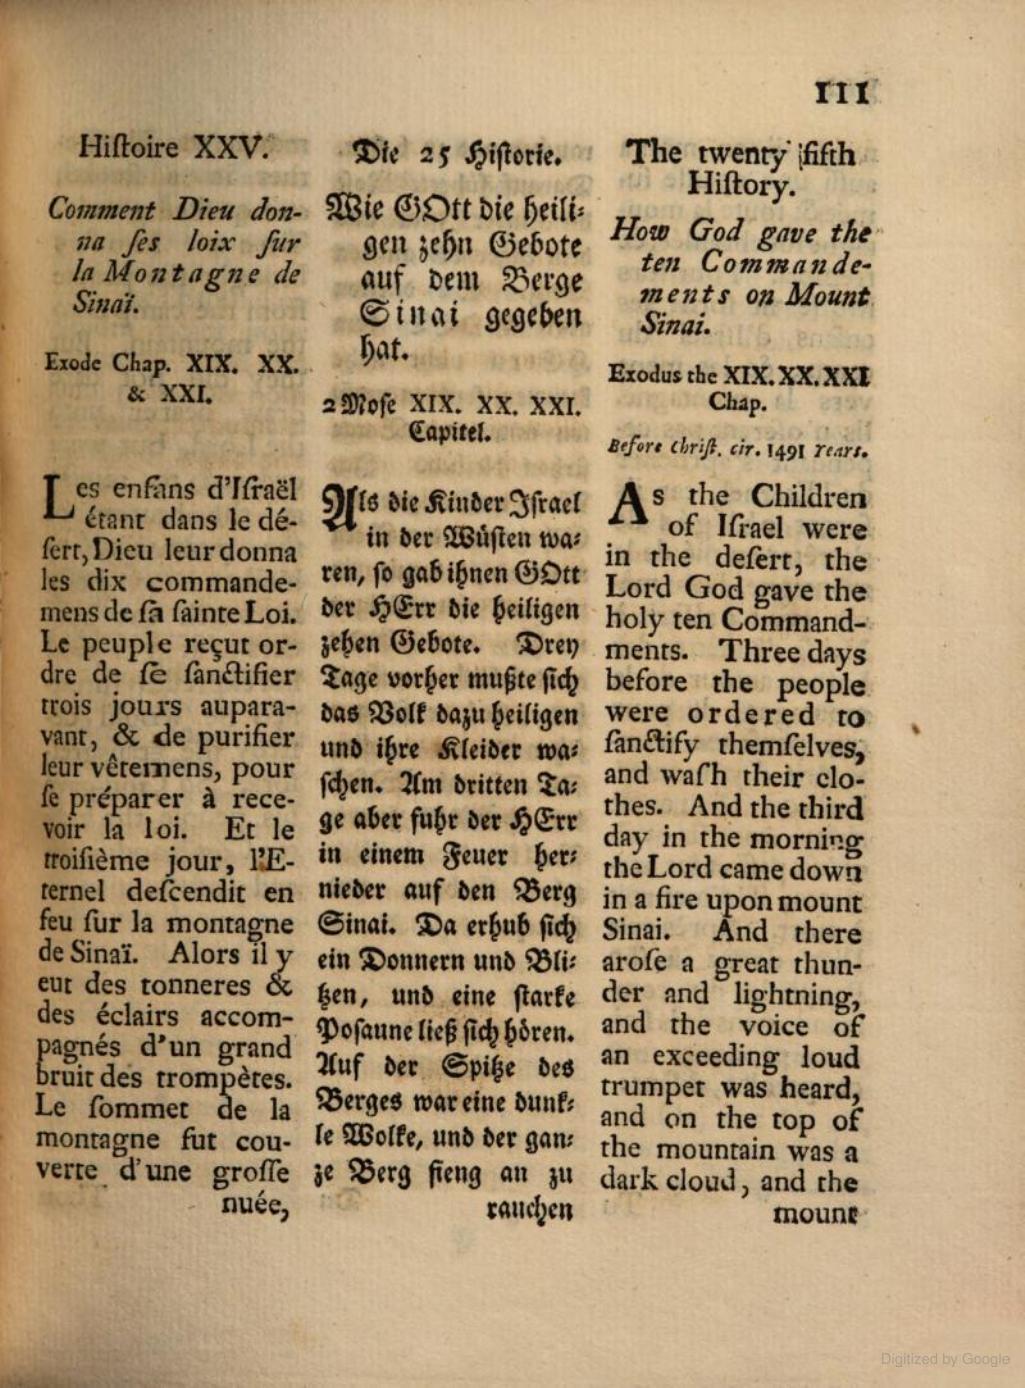 III
Hiſtoire XXV.
Comment Dieu don-
na ſes loix ſur
la Montagne de
Sinaï.
Exode Chap. XIX. XX.
& XXI.
Les enfans d'Iſraël
étant dans le dé-
ſert, Dieu leur donna
les dix commande-
mens de ſa ſainte Loi.
Le peuple reçut or-
dre de ſe ſanctifier
trois jours aupara-
vant, & de purifier
leur vêtemens, pour
ſe préparer à rece-
voir la loi. Et le
troiſième jour, l'E-
ternel deſcendit en
feu ſur la montagne
de Sinaï. Alors il y
eut des tonneres &
des éclairs accom-
pagnés d'un grand
bruit des trompètes.
Le ſommet de la
montagne fut cou-
verte d'une groſſe
nuée,
Die 25 Hiſtorie.
Wie GOtt die heili-
gen zehn Gebote
auf dem Berge
Sinai gegeben
hat.
2 Moſe XIX. XX. XXI.
Capitel.
Als die Kinder Iſrael
in der Wüſten wa-
ren, ſo gab ihnen GOtt
der HErr die heiligen
zehen Gebote. Drey
Tage vorher mußte ſich
das Volk dazu heiligen
und ihre Kleider wa-
ſchen. Am dritten Ta-
ge aber fuhr der HErr
in einem Feuer her-
nieder auf den Berg
Sinai. Da erhub ſich
ein Donnern und Bli-
tzen, und eine ſtarke
Poſaune ließ ſich hören.
Auf der Spitze des
Berges war eine dunk-
le Wolke, und der gan-
ze Berg fieng an zu
rauchen
The twenty fifth
Hiſtory.
How God gave the
ten Commande-
ments on Mount
Sinai.
Exodus the XIX. XX. XXI
Chap.
Before Chriſt. cir. 1491 Years.
As the Children
of Iſrael were
in the deſert, the
Lord God gave the
holy ten Command-
ments. Three days
before the people
were ordered to
ſanctify themſelves,
and waſh their clo-
thes. And the third
day in the morning
the Lord came down
in a fire upon mount
Sinai. And there
aroſe a great thun-
der and lightning,
and the voice of
an exceeding loud
trumpet was heard,
and on the top of
the mountain was a
dark cloud, and the
mount
Digitized by Google